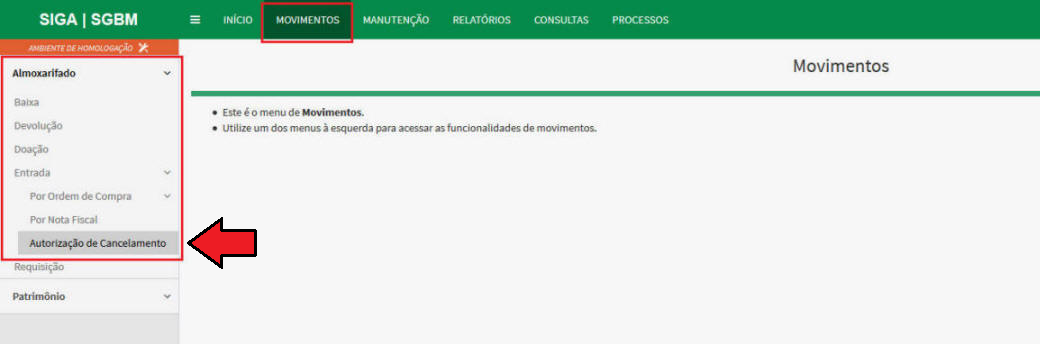 SIGA | SGBM
INÍCIO MOVIMENTOS MANUTENÇÃO RELATÓRIOS CONSULTAS PROCESSOS
AMBIENTE DE HOMOLOGAÇÃO
Almoxarifado
Baixa
Devolução
Doação
Entrada
Por Ordem de Compra
Por Nota Fiscal
Autorização de Cancelamento
Requisição
Patrimônio
Movimentos
Este é o menu de Movimentos.
Utilize um dos menus à esquerda para acessar as funcionalidades de movimentos.